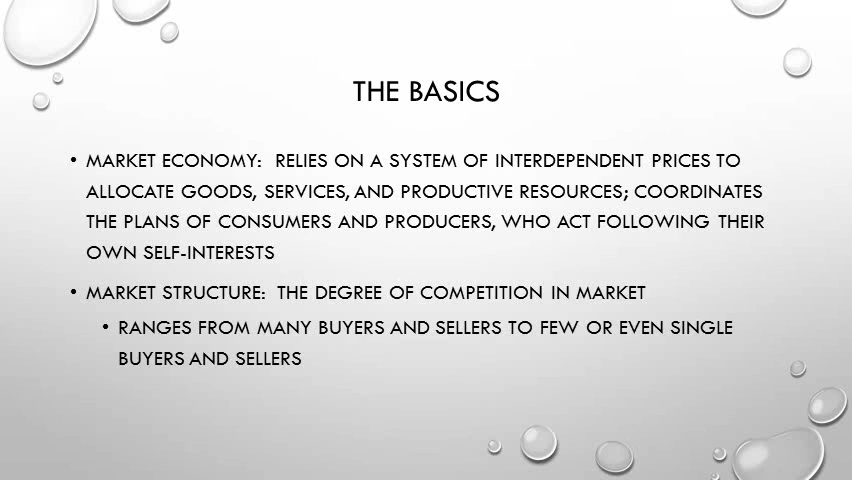 THE BASICS
• MARKET ECONOMY:  RELIES ON A SYSTEM OF INTERDEPENDENT PRICES TO
ALLOCATE GOODS, SERVICES, AND PRODUCTIVE RESOURCES; COORDINATES
THE PLANS OF CONSUMERS AND PRODUCERS, WHO ACT FOLLOWING THEIR
OWN SELF-INTERESTS
• MARKET STRUCTURE:  THE DEGREE OF COMPETITION IN MARKET
• RANGES FROM MANY BUYERS AND SELLERS TO FEW OR EVEN SINGLE
BUYERS AND SELLERS